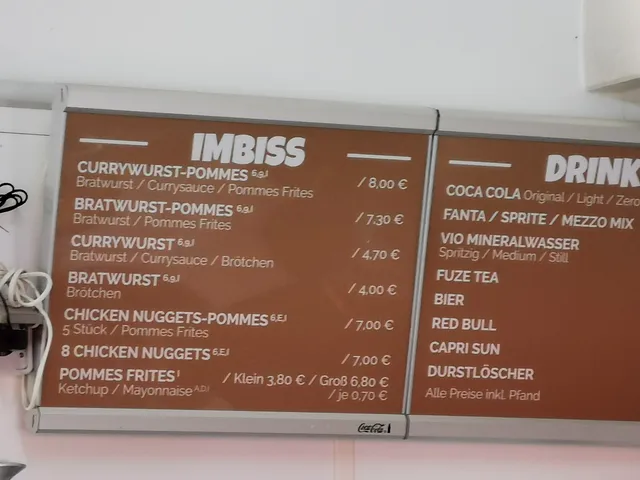 IMBISS
CURRYWURST-POMMES 6,9,I / 8,00 €
Bratwurst / Currysauce / Pommes Frites
BRATWURST-POMMES 6,9,I / 7,30 €
Bratwurst / Pommes Frites
CURRYWURST 6,9,I / 4,70 €
Bratwurst / Currysauce / Brötchen
BRATWURST 6,9,I / 4,00 €
Brötchen
CHICKEN NUGGETS-POMMES 6,E,I / 7,00 €
5 Stück / Pommes Frites
8 CHICKEN NUGGETS 6,E,I / 7,00 €
POMMES FRITES I / Klein 3,80 € / Groß 6,80 €
Ketchup / Mayonnaise A,D,I / je 0,70 €
Coca-Cola
DRINK
COCA COLA Original / Light / Zero
FANTA / SPRITE / MEZZO MIX
VIO MINERALWASSER
Spritzig / Medium / Still
FUZE TEA
BIER
RED BULL
CAPRI SUN
DURSTLÖSCHER
Alle Preise inkl. Pfand